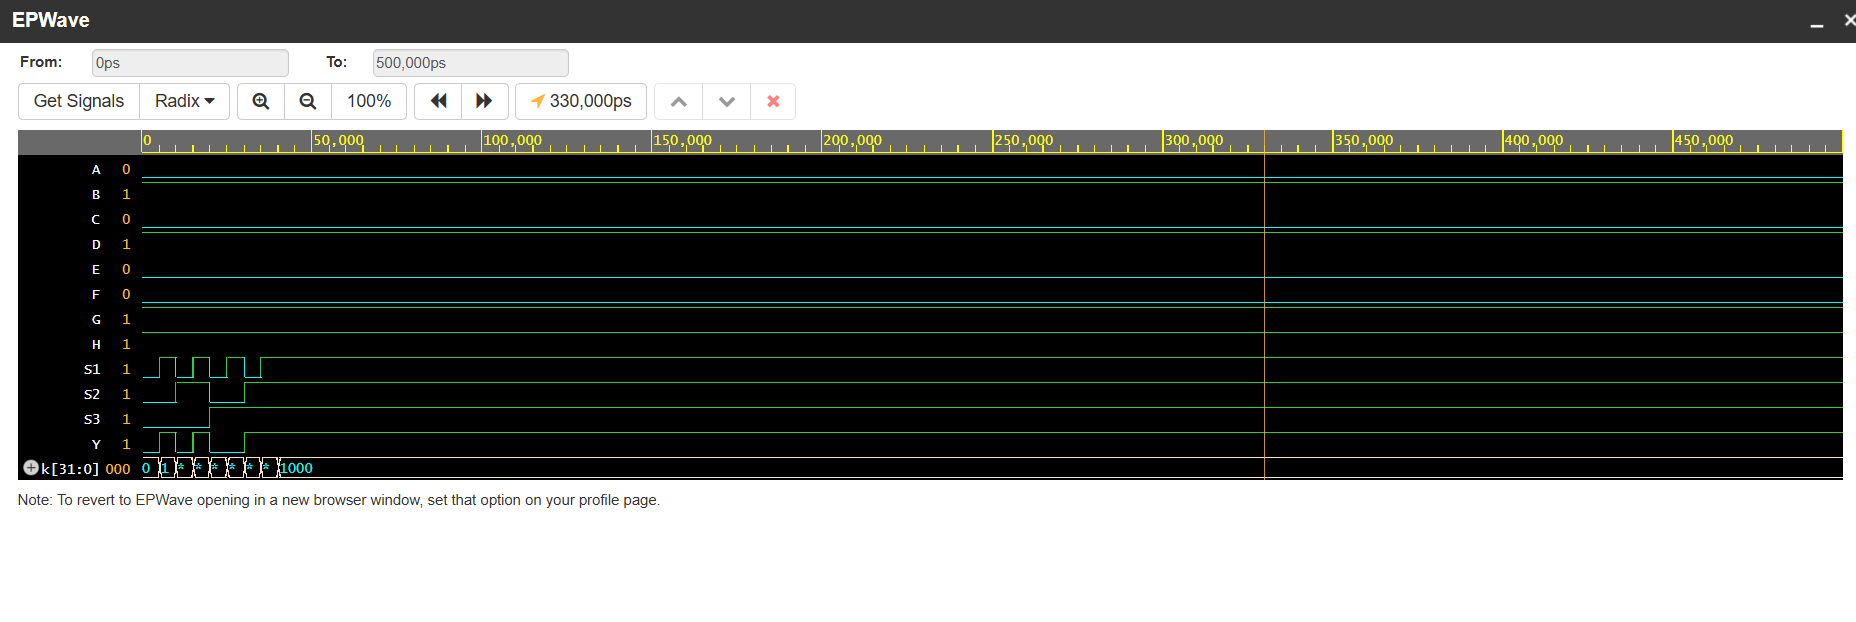 EPWave
From: 0ps To: 500,000ps
Get Signals Radix 100% 330,000ps
0 50,000 100,000 150,000 200,000 250,000 300,000 350,000 400,000 450,000
A 0
B 1
C 0
D 1
E 0
F 0
G 1
H 1
S1 1
S2 1
S3 1
Y 1
k[31:0] 000 0 1 * * * * * * 1000
Note: To revert to EPWave opening in a new browser window, set that option on your profile page.